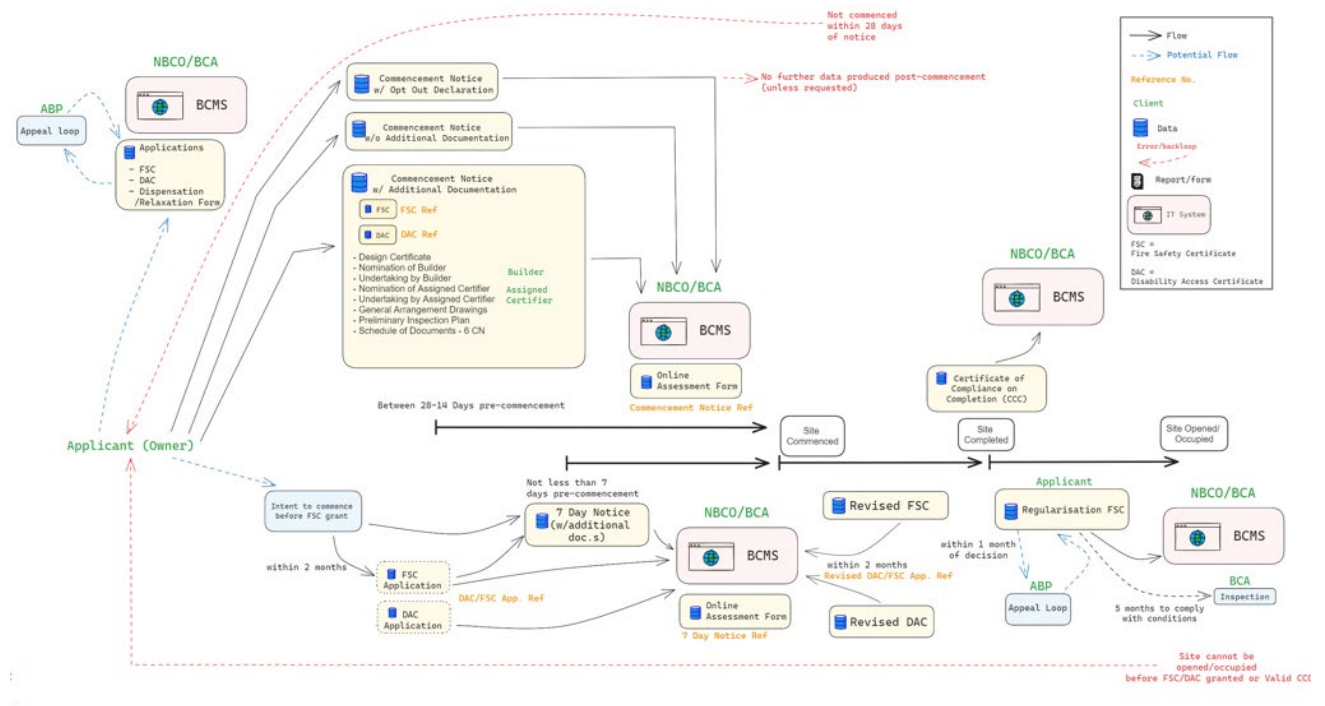 Not commenced
within 28 days
of notice
NBCO/BCA
BCMS
ABP
Appeal loop
Applications
- FSC
- DAC
- Dispensation
/Relaxation Form
Commencement Notice
w/ Opt Out Declaration
No further data produced post-commencement
(unless requested)
Commencement Notice
w/o Additional Documentation
Commencement Notice
w/ Additional Documentation
FSC
FSC Ref
DAC
DAC Ref
- Design Certificate
- Nomination of Builder
- Undertaking by Builder
- Nomination of Assigned Certifier
- Undertaking by Assigned Certifier
- General Arrangement Drawings
- Preliminary Inspection Plan
- Schedule of Documents - 6 CN
Builder
Assigned
Certifier
NBCO/BCA
BCMS
Online
Assessment Form
Commencement Notice Ref
NBCO/BCA
BCMS
Certificate of
Compliance on
Completion (CCC)
Flow
Potential Flow
Reference No.
Client
Data
Error/backloop
Report/form
IT System
FSC =
Fire Safety Certificate
DAC =
Disability Access Certificate
Between 28-14 Days pre-commencement
Applicant (Owner)
Site
Commenced
Site
Completed
Site Opened/
Occupied
Not less than 7
days pre-commencement
Intent to commence
before FSC grant
within 2 months
7 Day Notice
(w/additional
doc.s)
FSC
Application
DAC/FSC App. Ref
DAC
Application
NBCO/BCA
BCMS
Online
Assessment Form
7 Day Notice Ref
Revised FSC
within 2 months
Revised DAC/FSC App. Ref
Revised DAC
Applicant
Regularisation FSC
within 1 month
of decision
ABP
Appeal Loop
5 months to comply
with conditions
NBCO/BCA
BCMS
BCA
Inspection
Site cannot be
opened/occupied
before FSC/DAC granted or Valid CCC